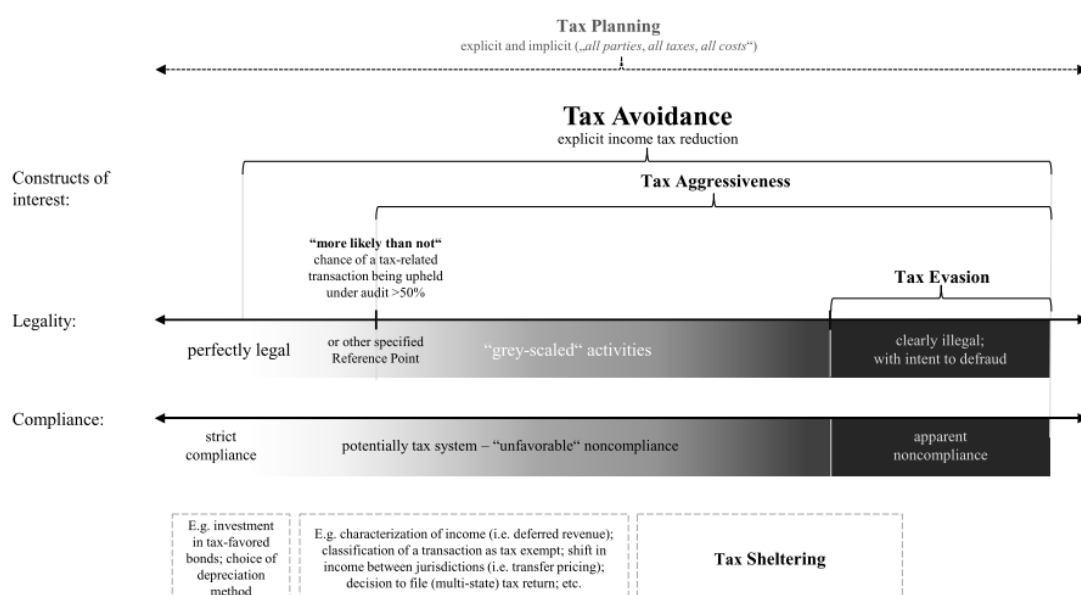 Tax Planning
explicit and implicit („all parties, all taxes, all costs“)
Tax Avoidance
explicit income tax reduction
Constructs of
interest:
Tax Aggressiveness
“more likely than not“
chance of a tax-related
transaction being upheld
under audit >50%
Tax Evasion
Legality:
perfectly legal
or other specified
Reference Point
“grey-scaled“ activities
clearly illegal;
with intent to defraud
Compliance:
strict
compliance
potentially tax system – “unfavorable“ noncompliance
apparent
noncompliance
E.g. investment
in tax-favored
bonds; choice of
depreciation
method
E.g. characterization of income (i.e. deferred revenue);
classification of a transaction as tax exempt; shift in
income between jurisdictions (i.e. transfer pricing);
decision to file (multi-state) tax return; etc.
Tax Sheltering